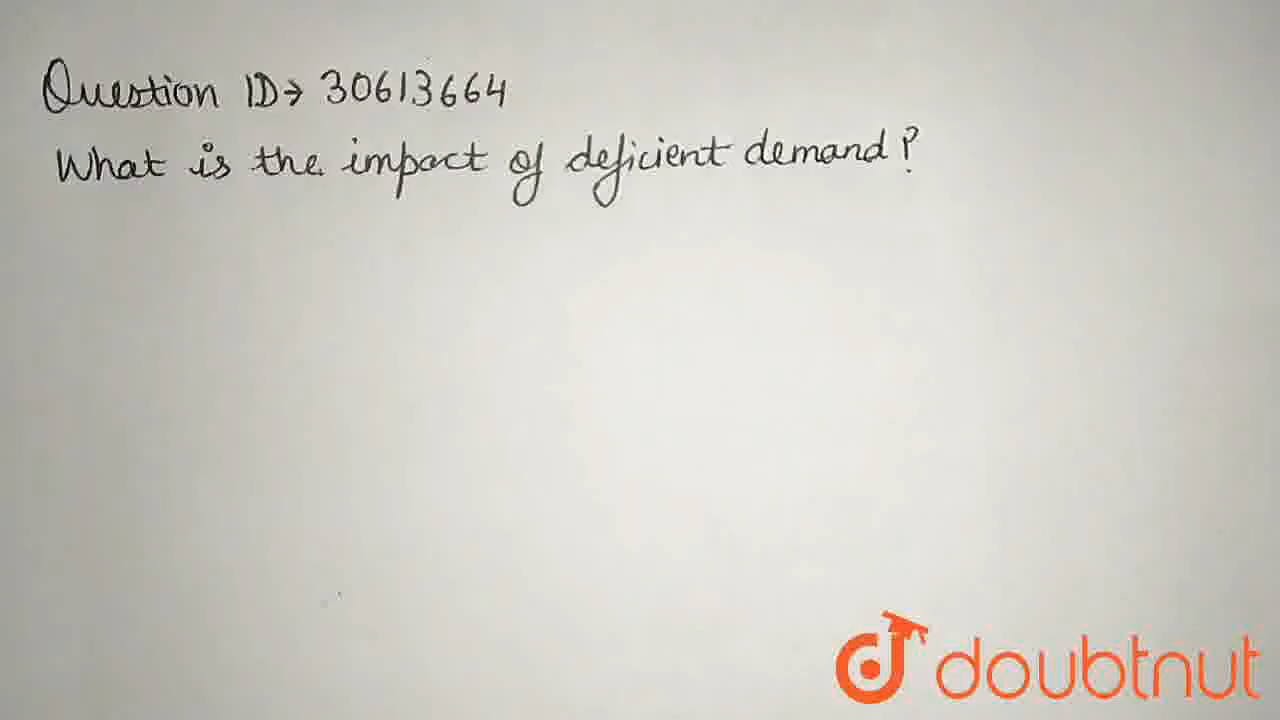 Question ID→ 30613664
What is the impact of deficient demand?
doubtnut